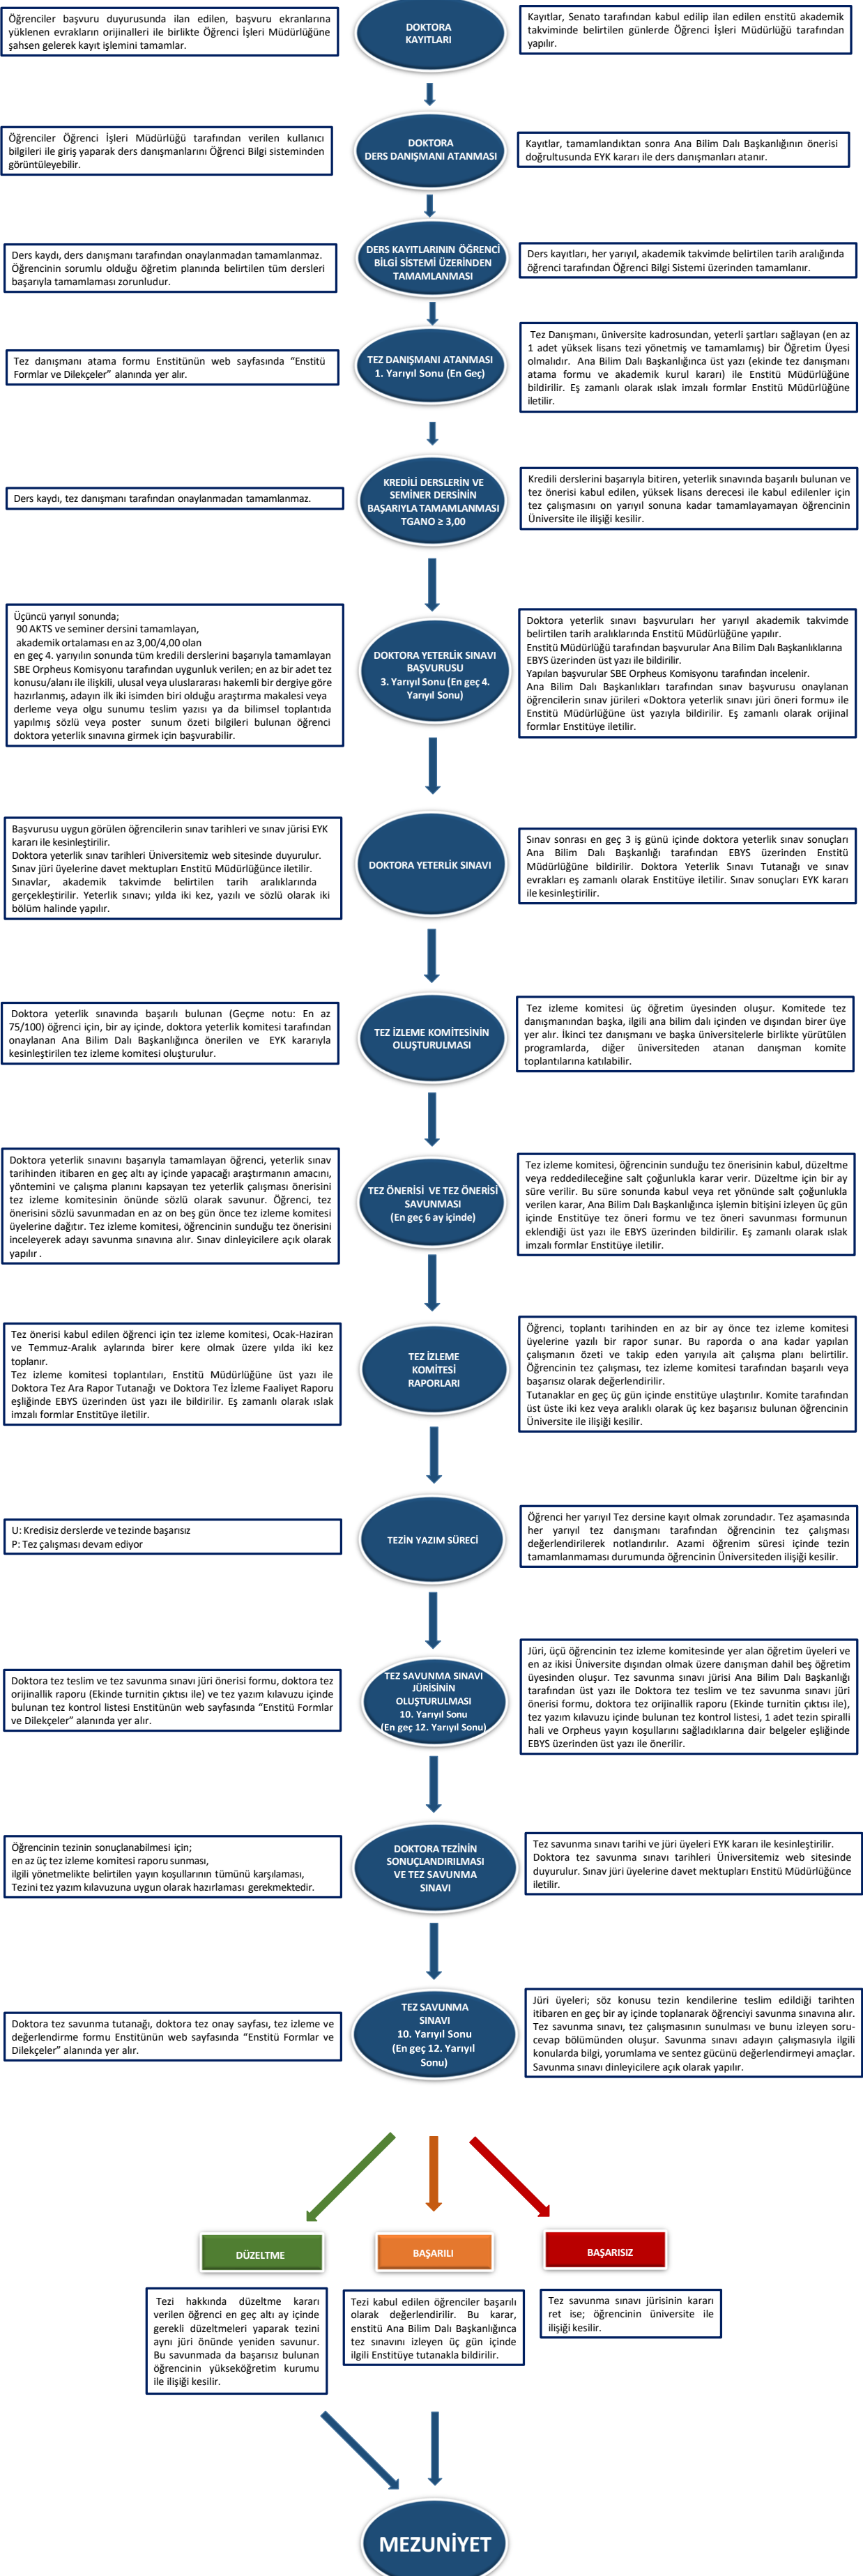 Öğrenciler başvuru duyurusunda ilan edilen, başvuru ekranlarına
yüklenen evrakların orijinalleri ile birlikte Öğrenci İşleri Müdürlüğüne
şahsen gelerek kayıt işlemini tamamlar.
DOKTORA
KAYITLARI
Kayıtlar, Senato tarafından kabul edilip ilan edilen enstitü akademik
takviminde belirtilen günlerde Öğrenci İşleri Müdürlüğü tarafından
yapılır.
Öğrenciler Öğrenci İşleri Müdürlüğü tarafından verilen kullanıcı
bilgileri ile giriş yaparak ders danışmanlarını Öğrenci Bilgi sisteminden
görüntüleyebilir.
DOKTORA
DERS DANIŞMANI ATANMASI
Kayıtlar, tamamlandıktan sonra Ana Bilim Dalı Başkanlığının önerisi
doğrultusunda EYK kararı ile ders danışmanları atanır.
Ders kaydı, ders danışmanı tarafından onaylanmadan tamamlanmaz.
Öğrencinin sorumlu olduğu öğretim planında belirtilen tüm dersleri
başarıyla tamamlaması zorunludur.
DERS KAYITLARININ ÖĞRENCİ
BİLGİ SİSTEMİ ÜZERİNDEN
TAMAMLANMASI
Ders kayıtları, her yarıyıl, akademik takvimde belirtilen tarih aralığında
öğrenci tarafından Öğrenci Bilgi Sistemi üzerinden tamamlanır.
Tez danışmanı atama formu Enstitünün web sayfasında “Enstitü
Formlar ve Dilekçeler” alanında yer alır.
TEZ DANIŞMANI ATANMASI
1. Yarıyıl Sonu (En Geç)
Tez Danışmanı, üniversite kadrosundan, yeterli şartları sağlayan (en az
1 adet yüksek lisans tezi yönetmiş ve tamamlamış) bir Öğretim Üyesi
olmalıdır. Ana Bilim Dalı Başkanlığınca üst yazı (ekinde tez danışmanı
atama formu ve akademik kurul kararı) ile Enstitü Müdürlüğüne
bildirilir. Eş zamanlı olarak ıslak imzalı formlar Enstitü Müdürlüğüne
iletilir.
Ders kaydı, tez danışmanı tarafından onaylanmadan tamamlanmaz.
KREDİLİ DERSLERİN VE
SEMİNER DERSİNİN
BAŞARIYLA TAMAMLANMASI
TGANO ≥ 3,00
Kredili derslerini başarıyla bitiren, yeterlik sınavında başarılı bulunan ve
tez önerisi kabul edilen, yüksek lisans derecesi ile kabul edilenler için
tez çalışmasını on yarıyıl sonuna kadar tamamlayamayan öğrencinin
Üniversite ile ilişiği kesilir.
Üçüncü yarıyıl sonunda;
90 AKTS ve seminer dersini tamamlayan,
akademik ortalaması en az 3,00/4,00 olan
en geç 4. yarıyılın sonunda tüm kredili derslerini başarıyla tamamlayan
SBE Orpheus Komisyonu tarafından uygunluk verilen; en az bir adet tez
konusu/alanı ile ilişkili, ulusal veya uluslararası hakemli bir dergiye göre
hazırlanmış, adayın ilk iki isimden biri olduğu araştırma makalesi veya
derleme veya olgu sunumu teslim yazısı ya da bilimsel toplantıda
yapılmış sözlü veya poster sunum özeti bilgileri bulunan öğrenci
doktora yeterlik sınavına girmek için başvurabilir.
DOKTORA YETERLİK SINAVI
BAŞVURUSU
3. Yarıyıl Sonu (En geç 4.
Yarıyıl Sonu)
Doktora yeterlik sınavı başvuruları her yarıyıl akademik takvimde
belirtilen tarih aralıklarında Enstitü Müdürlüğüne yapılır.
Enstitü Müdürlüğü tarafından başvurular Ana Bilim Dalı Başkanlıklarına
EBYS üzerinden üst yazı ile bildirilir.
Yapılan başvurular SBE Orpheus Komisyonu tarafından incelenir.
Ana Bilim Dalı Başkanlıkları tarafından sınav başvurusu onaylanan
öğrencilerin sınav jürileri «Doktora yeterlik sınavı jüri öneri formu» ile
Enstitü Müdürlüğüne üst yazıyla bildirilir. Eş zamanlı olarak orijinal
formlar Enstitüye iletilir.
Başvurusu uygun görülen öğrencilerin sınav tarihleri ve sınav jürisi EYK
kararı ile kesinleştirilir.
Doktora yeterlik sınav tarihleri Üniversitemiz web sitesinde duyurulur.
Sınav jüri üyelerine davet mektupları Enstitü Müdürlüğünce iletilir.
Sınavlar, akademik takvimde belirtilen tarih aralıklarında
gerçekleştirilir. Yeterlik sınavı; yılda iki kez, yazılı ve sözlü olarak iki
bölüm halinde yapılır.
DOKTORA YETERLİK SINAVI
Sınav sonrası en geç 3 iş günü içinde doktora yeterlik sınav sonuçları
Ana Bilim Dalı Başkanlığı tarafından EBYS üzerinden Enstitü
Müdürlüğüne bildirilir. Doktora Yeterlik Sınavı Tutanağı ve sınav
evrakları eş zamanlı olarak Enstitüye iletilir. Sınav sonuçları EYK kararı
ile kesinleştirilir.
Doktora yeterlik sınavında başarılı bulunan (Geçme notu: En az
75/100) öğrenci için, bir ay içinde, doktora yeterlik komitesi tarafından
onaylanan Ana Bilim Dalı Başkanlığınca önerilen ve EYK kararıyla
kesinleştirilen tez izleme komitesi oluşturulur.
TEZ İZLEME KOMİTESİNİN
OLUŞTURULMASI
Tez izleme komitesi üç öğretim üyesinden oluşur. Komitede tez
danışmanından başka, ilgili ana bilim dalı içinden ve dışından birer üye
yer alır. İkinci tez danışmanı ve başka üniversitelerle birlikte yürütülen
programlarda, diğer üniversiteden atanan danışman komite
toplantılarına katılabilir.
Doktora yeterlik sınavını başarıyla tamamlayan öğrenci, yeterlik sınav
tarihinden itibaren en geç altı ay içinde yapacağı araştırmanın amacını,
yöntemini ve çalışma planını kapsayan tez yeterlik çalışması önerisini
tez izleme komitesinin önünde sözlü olarak savunur. Öğrenci, tez
önerisini sözlü savunmadan en az on beş gün önce tez izleme komitesi
üyelerine dağıtır. Tez izleme komitesi, öğrencinin sunduğu tez önerisini
inceleyerek adayı savunma sınavına alır. Sınav dinleyicilere açık olarak
yapılır .
TEZ ÖNERİSİ VE TEZ ÖNERİSİ
SAVUNMASI
(En geç 6 ay içinde)
Tez izleme komitesi, öğrencinin sunduğu tez önerisinin kabul, düzeltme
veya reddedileceğine salt çoğunlukla karar verir. Düzeltme için bir ay
süre verilir. Bu süre sonunda kabul veya ret yönünde salt çoğunlukla
verilen karar, Ana Bilim Dalı Başkanlığınca işlemin bitişini izleyen üç gün
içinde Enstitüye tez öneri formu ve tez öneri savunması formunun
eklendiği üst yazı ile EBYS üzerinden bildirilir. Eş zamanlı olarak ıslak
imzalı formlar Enstitüye iletilir.
Tez önerisi kabul edilen öğrenci için tez izleme komitesi, Ocak-Haziran
ve Temmuz-Aralık aylarında birer kere olmak üzere yılda iki kez
toplanır.
Tez izleme komitesi toplantıları, Enstitü Müdürlüğüne üst yazı ile
Doktora Tez Ara Rapor Tutanağı ve Doktora Tez İzleme Faaliyet Raporu
eşliğinde EBYS üzerinden üst yazı ile bildirilir. Eş zamanlı olarak ıslak
imzalı formlar Enstitüye iletilir.
TEZ İZLEME
KOMİTESİ
RAPORLARI
Öğrenci, toplantı tarihinden en az bir ay önce tez izleme komitesi
üyelerine yazılı bir rapor sunar. Bu raporda o ana kadar yapılan
çalışmanın özeti ve takip eden yarıyıla ait çalışma planı belirtilir.
Öğrencinin tez çalışması, tez izleme komitesi tarafından başarılı veya
başarısız olarak değerlendirilir.
Tutanaklar en geç üç gün içinde enstitüye ulaştırılır. Komite tarafından
üst üste iki kez veya aralıklı olarak üç kez başarısız bulunan öğrencinin
Üniversite ile ilişiği kesilir.
U: Kredisiz derslerde ve tezinde başarısız
P: Tez çalışması devam ediyor
TEZİN YAZIM SÜRECİ
Öğrenci her yarıyıl Tez dersine kayıt olmak zorundadır. Tez aşamasında
her yarıyıl tez danışmanı tarafından öğrencinin tez çalışması
değerlendirilerek notlandırılır. Azami öğrenim süresi içinde tezin
tamamlanmaması durumunda öğrencinin Üniversiteden ilişiği kesilir.
Doktora tez teslim ve tez savunma sınavı jüri önerisi formu, doktora tez
orijinallik raporu (Ekinde turnitin çıktısı ile) ve tez yazım kılavuzu içinde
bulunan tez kontrol listesi Enstitünün web sayfasında “Enstitü Formlar
ve Dilekçeler” alanında yer alır.
TEZ SAVUNMA SINAVI
JÜRİSİNİN
OLUŞTURULMASI
10. Yarıyıl Sonu
(En geç 12. Yarıyıl Sonu)
Jüri, üçü öğrencinin tez izleme komitesinde yer alan öğretim üyeleri ve
en az ikisi Üniversite dışından olmak üzere danışman dahil beş öğretim
üyesinden oluşur. Tez savunma sınavı jürisi Ana Bilim Dalı Başkanlığı
tarafından üst yazı ile Doktora tez teslim ve tez savunma sınavı jüri
önerisi formu, doktora tez orijinallik raporu (Ekinde turnitin çıktısı ile),
tez yazım kılavuzu içinde bulunan tez kontrol listesi, 1 adet tezin spiralli
hali ve Orpheus yayın koşullarını sağladıklarına dair belgeler eşliğinde
EBYS üzerinden üst yazı ile önerilir.
Öğrencinin tezinin sonuçlanabilmesi için;
en az üç tez izleme komitesi raporu sunması,
ilgili yönetmelikte belirtilen yayın koşullarının tümünü karşılaması,
Tezini tez yazım kılavuzuna uygun olarak hazırlaması gerekmektedir.
DOKTORA TEZİNİN
SONUÇLANDIRILMASI
VE TEZ SAVUNMA
SINAVI
Tez savunma sınavı tarihi ve jüri üyeleri EYK kararı ile kesinleştirilir.
Doktora tez savunma sınavı tarihleri Üniversitemiz web sitesinde
duyurulur. Sınav jüri üyelerine davet mektupları Enstitü Müdürlüğünce
iletilir.
Doktora tez savunma tutanağı, doktora tez onay sayfası, tez izleme ve
değerlendirme formu Enstitünün web sayfasında “Enstitü Formlar ve
Dilekçeler” alanında yer alır.
TEZ SAVUNMA
SINAVI
10. Yarıyıl Sonu
(En geç 12. Yarıyıl
Sonu)
Jüri üyeleri; söz konusu tezin kendilerine teslim edildiği tarihten
itibaren en geç bir ay içinde toplanarak öğrenciyi savunma sınavına alır.
Tez savunma sınavı, tez çalışmasının sunulması ve bunu izleyen soru-
cevap bölümünden oluşur. Savunma sınavı adayın çalışmasıyla ilgili
konularda bilgi, yorumlama ve sentez gücünü değerlendirmeyi amaçlar.
Savunma sınavı dinleyicilere açık olarak yapılır.
DÜZELTME
BAŞARILI
BAŞARISIZ
Tezi hakkında düzeltme kararı
verilen öğrenci en geç altı ay içinde
gerekli düzeltmeleri yaparak tezini
aynı jüri önünde yeniden savunur.
Bu savunmada da başarısız bulunan
öğrencinin yükseköğretim kurumu
ile ilişiği kesilir.
Tezi kabul edilen öğrenciler başarılı
olarak değerlendirilir. Bu karar,
enstitü Ana Bilim Dalı Başkanlığınca
tez sınavını izleyen üç gün içinde
ilgili Enstitüye tutanakla bildirilir.
Tez savunma sınavı jürisinin kararı
ret ise; öğrencinin üniversite ile
ilişiği kesilir.
MEZUNİYET